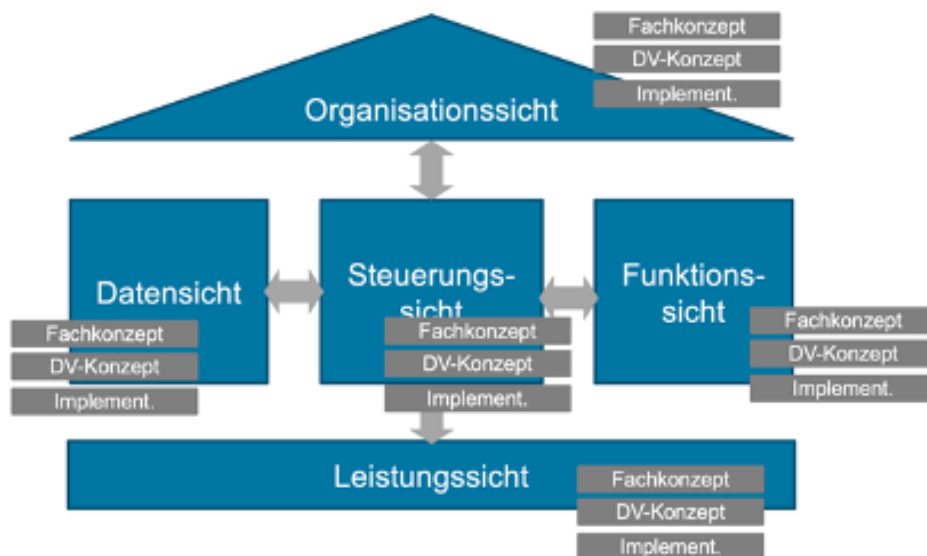 Fachkonzept
DV-Konzept
Implement.
Organisationssicht
Datensicht
Fachkonzept
DV-Konzept
Implement.
Steuerungs-
sicht
Fachkonzept
DV-Konzept
Implement.
Funktions-
sicht
Fachkonzept
DV-Konzept
Implement.
Leistungssicht
Fachkonzept
DV-Konzept
Implement.